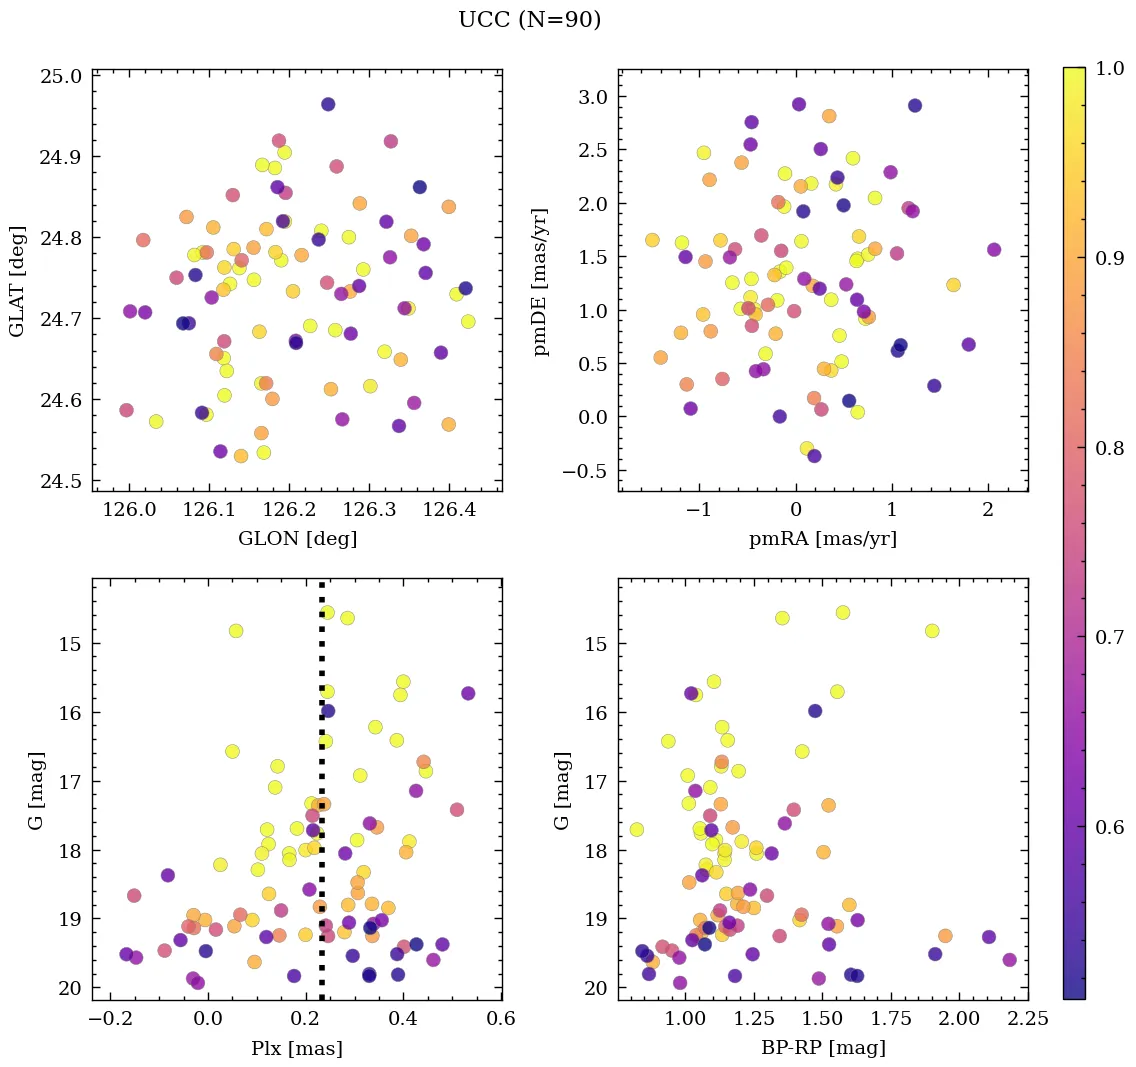 UCC (N=90)
25.0
24.9
24.8
24.7
24.6
24.5
GLAT [deg]
126.0 126.1 126.2 126.3 126.4
GLON [deg]
3.0
2.5
2.0
1.5
1.0
0.5
0.0
−0.5
pmDE [mas/yr]
−1 0 1 2
pmRA [mas/yr]
15
16
17
18
19
20
G [mag]
−0.2 0.0 0.2 0.4 0.6
Plx [mas]
15
16
17
18
19
20
G [mag]
1.00 1.25 1.50 1.75 2.00 2.25
BP-RP [mag]
1.0
0.9
0.8
0.7
0.6